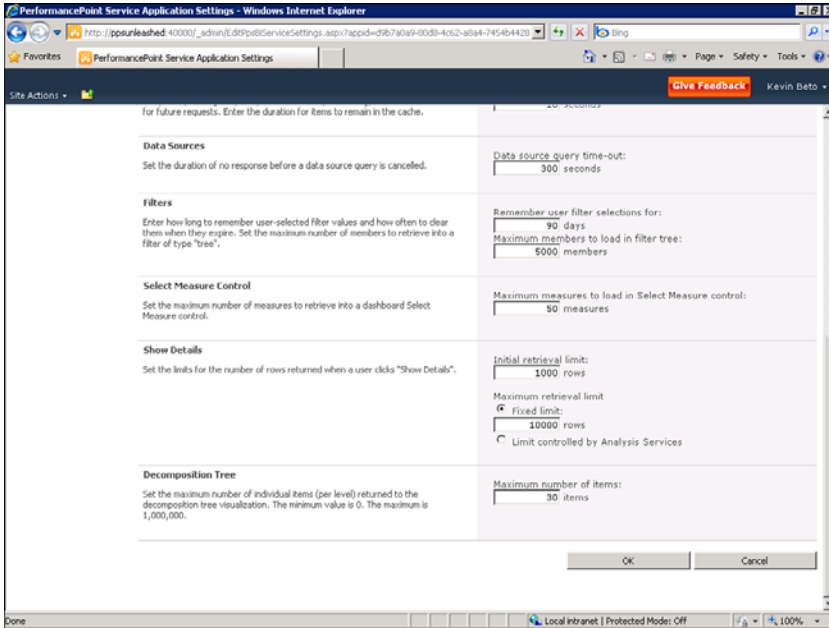 PerformancePoint Service Application Settings - Windows Internet Explorer
http://ppsunleashed:40000/_admin/EditPpsBIServiceSettings.aspx?appid=d9b7a0a9-80d8-4c62-a8a4-7454b4428
Bing
Favorites PerformancePoint Service Application Settings Page Safety Tools
Site Actions Give Feedback Kevin Beto
for future requests. Enter the duration for items to remain in the cache.
10 seconds
Data Sources
Set the duration of no response before a data source query is cancelled.
Data source query time-out:
300 seconds
Filters
Enter how long to remember user-selected filter values and how often to clear
them when they expire. Set the maximum number of members to retrieve into a
filter of type "tree".
Remember user filter selections for:
90 days
Maximum members to load in filter tree:
5000 members
Select Measure Control
Set the maximum number of measures to retrieve into a dashboard Select
Measure control.
Maximum measures to load in Select Measure control:
50 measures
Show Details
Set the limits for the number of rows returned when a user clicks "Show Details".
Initial retrieval limit:
1000 rows
Maximum retrieval limit
Fixed limit:
10000 rows
Limit controlled by Analysis Services
Decomposition Tree
Set the maximum number of individual items (per level) returned to the
decomposition tree visualization. The minimum value is 0. The maximum is
1,000,000.
Maximum number of items:
30 items
OK Cancel
Done Local intranet | Protected Mode: Off 100%